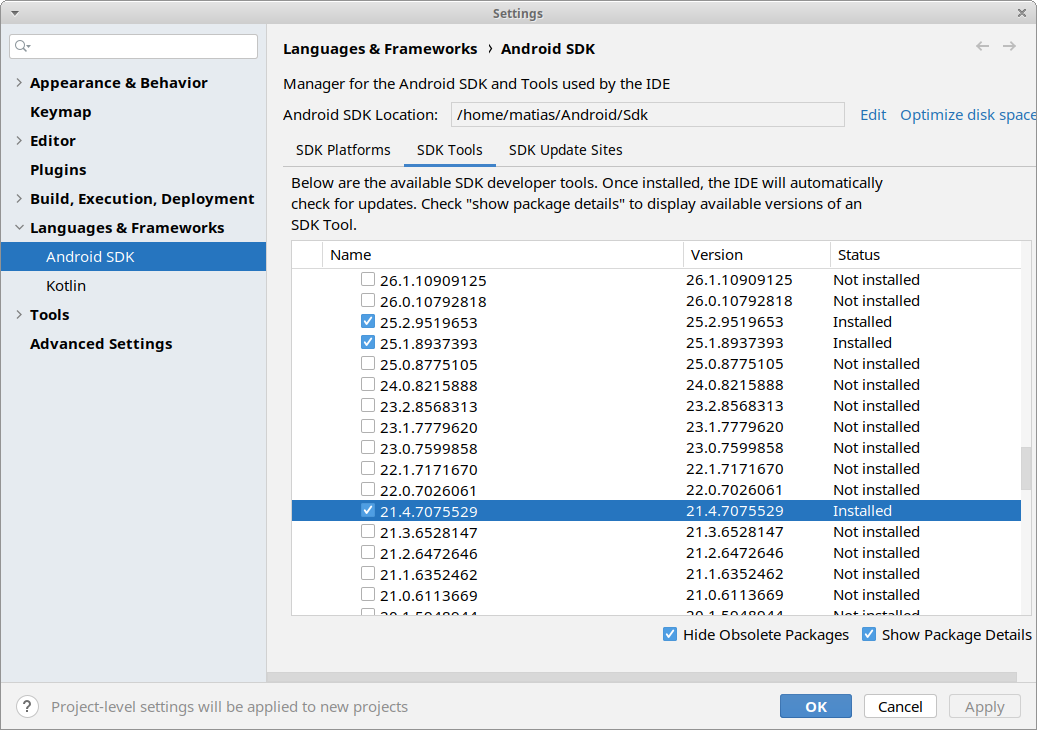 Settings
Languages & Frameworks › Android SDK
Appearance & Behavior
Keymap
Editor
Plugins
Build, Execution, Deployment
Languages & Frameworks
Android SDK
Kotlin
Tools
Advanced Settings
Manager for the Android SDK and Tools used by the IDE
Android SDK Location: /home/matias/Android/Sdk Edit Optimize disk space
SDK Platforms SDK Tools SDK Update Sites
Below are the available SDK developer tools. Once installed, the IDE will automatically
check for updates. Check "show package details" to display available versions of an
SDK Tool.
Name Version Status
26.1.10909125 26.1.10909125 Not installed
26.0.10792818 26.0.10792818 Not installed
25.2.9519653 25.2.9519653 Installed
25.1.8937393 25.1.8937393 Installed
25.0.8775105 25.0.8775105 Not installed
24.0.8215888 24.0.8215888 Not installed
23.2.8568313 23.2.8568313 Not installed
23.1.7779620 23.1.7779620 Not installed
23.0.7599858 23.0.7599858 Not installed
22.1.7171670 22.1.7171670 Not installed
22.0.7026061 22.0.7026061 Not installed
21.4.7075529 21.4.7075529 Installed
21.3.6528147 21.3.6528147 Not installed
21.2.6472646 21.2.6472646 Not installed
21.1.6352462 21.1.6352462 Not installed
21.0.6113669 21.0.6113669 Not installed
Hide Obsolete Packages Show Package Details
? Project-level settings will be applied to new projects
OK Cancel Apply